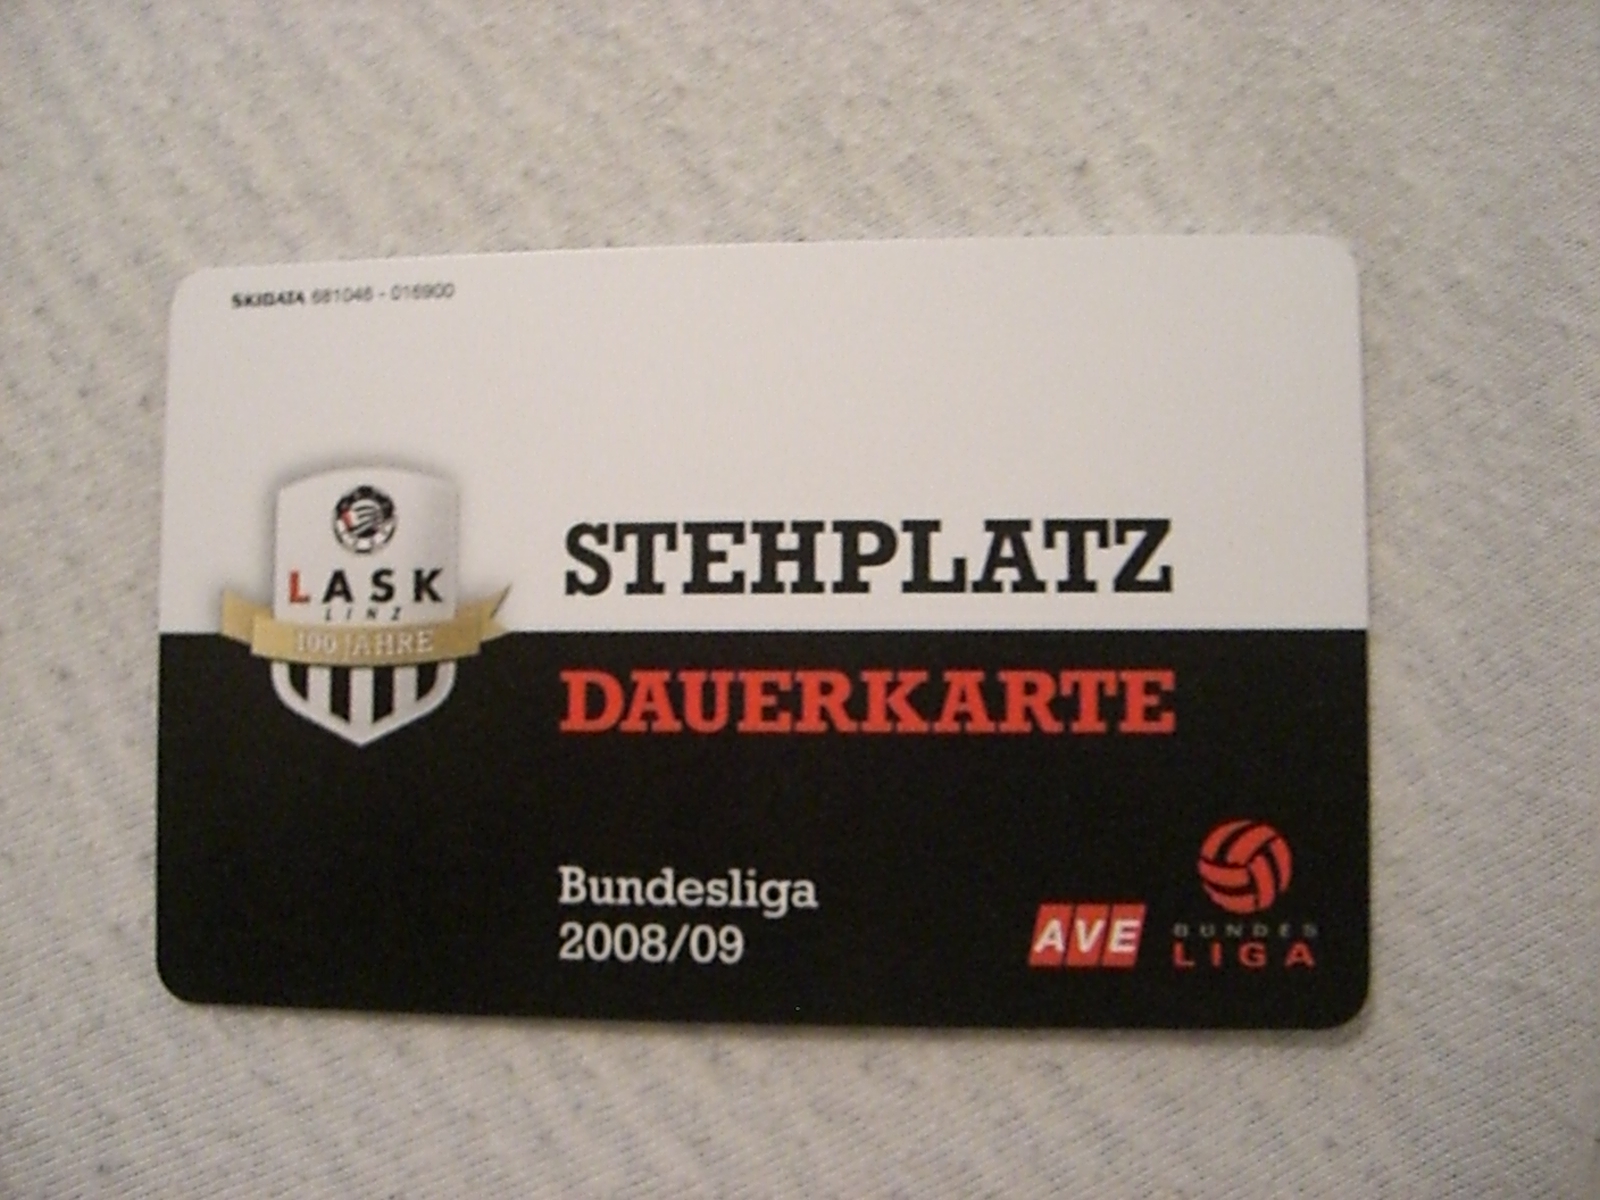 SKIDATA 681046 - 016900
LASK
LINZ
100 JAHRE
STEHPLATZ
DAUERKARTE
Bundesliga
2008/09
AVE
BUNDES
LIGA